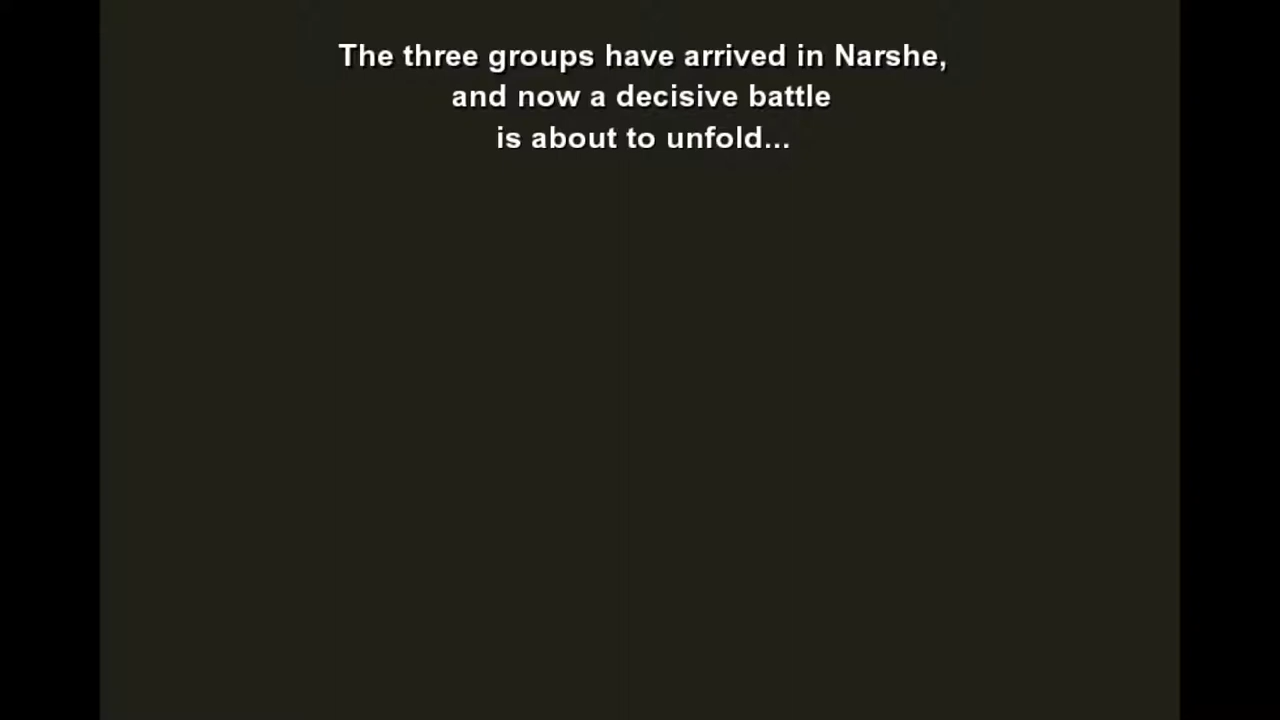 The three groups have arrived in Narshe,
and now a decisive battle
is about to unfold...